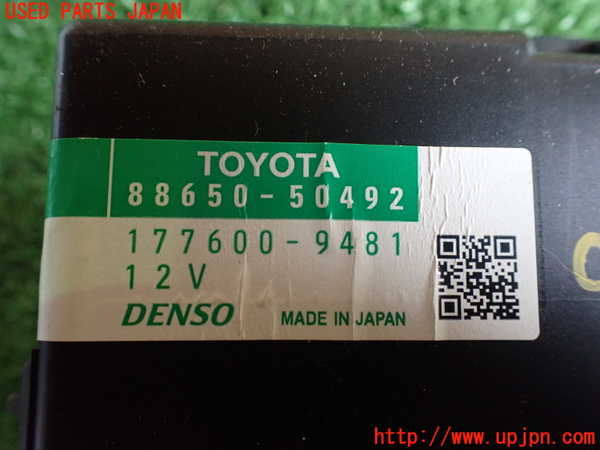 USED PARTS JAPAN
TOYOTA
88650-50492
177600-9481
12V
DENSO MADE IN JAPAN
http://www.upjpn.com/